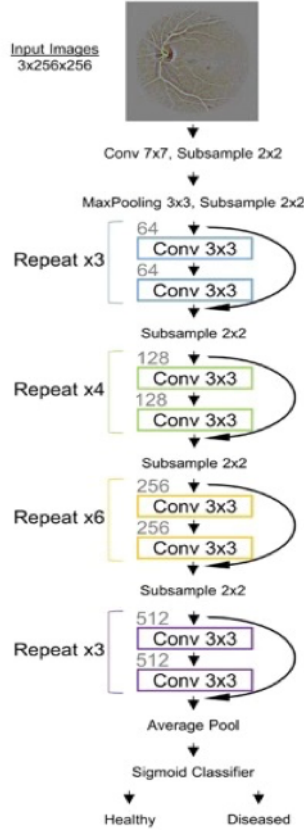 Input Images
3x256x256
Conv 7x7, Subsample 2x2
MaxPooling 3x3, Subsample 2x2
Repeat x3
64
Conv 3x3
64
Conv 3x3
Subsample 2x2
Repeat x4
128
Conv 3x3
128
Conv 3x3
Subsample 2x2
Repeat x6
256
Conv 3x3
256
Conv 3x3
Subsample 2x2
Repeat x3
512
Conv 3x3
512
Conv 3x3
Average Pool
Sigmoid Classifier
Healthy Diseased